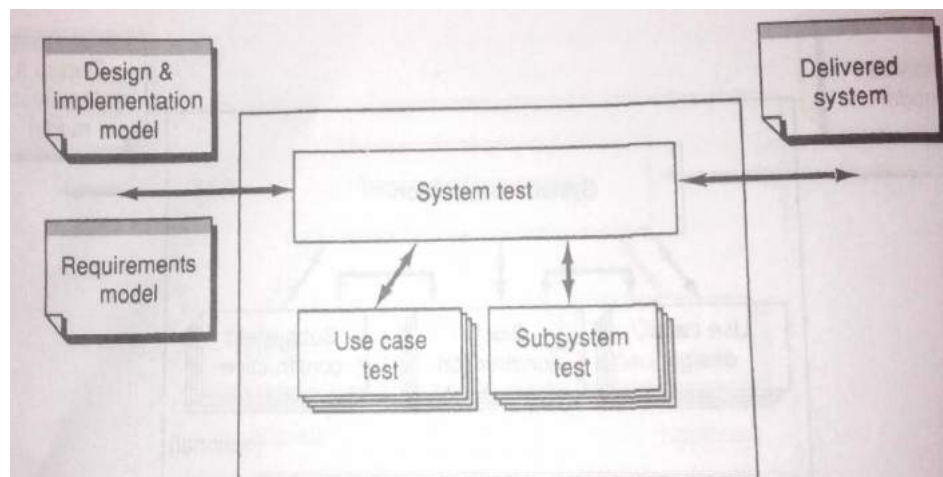 Design &
implementation
model
Delivered
system
System test
Requirements
model
Use case
test
Subsystem
test